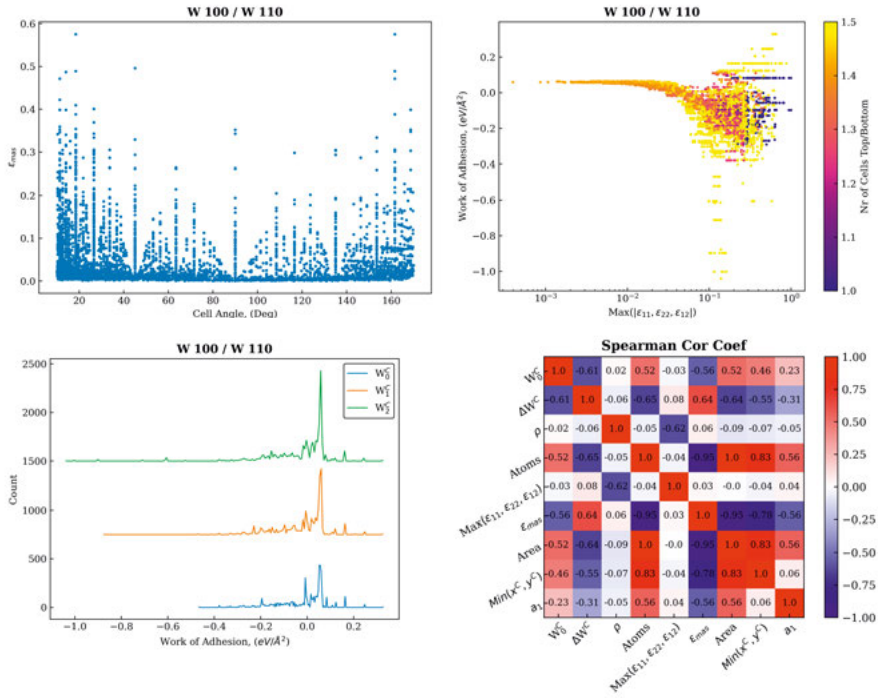 W 100 / W 110
0.6
0.5
0.4
0.3
0.2
0.1
0.0
ε_mas
20 40 60 80 100 120 140 160
Cell Angle, (Deg)
W 100 / W 110
0.2
0.0
−0.2
−0.4
−0.6
−0.8
−1.0
Work of Adhesion, (eV/Å²)
10⁻³ 10⁻² 10⁻¹ 10⁰
Max(|ε₁₁, ε₂₂, ε₁₂|)
1.5
1.4
1.3
1.2
1.1
1.0
Nr of Cells Top/Bottom
W 100 / W 110
2500
2000
1500
1000
500
0
Count
W₀ᶜ
W₁ᶜ
W₂ᶜ
−1.0 −0.8 −0.6 −0.4 −0.2 0.0 0.2
Work of Adhesion, (eV/Å²)
Spearman Cor Coef
W₀ᶜ 1.0 -0.61 0.02 0.52 -0.03 -0.56 0.52 0.46 0.23
ΔWᶜ -0.61 1.0 -0.06 -0.65 0.08 0.64 -0.64 -0.55 -0.31
ρ 0.02 -0.06 1.0 -0.05 -0.62 0.06 -0.09 -0.07 -0.05
Atoms 0.52 -0.65 -0.05 1.0 -0.04 -0.95 1.0 0.83 0.56
Max(ε₁₁, ε₂₂, ε₁₂) -0.03 0.08 -0.62 -0.04 1.0 0.03 -0.0 -0.04 0.04
ε_mas -0.56 0.64 0.06 -0.95 0.03 1.0 -0.95 -0.78 -0.56
Area 0.52 -0.64 -0.09 1.0 -0.0 -0.95 1.0 0.83 0.56
Min(xᶜ, yᶜ) 0.46 -0.55 -0.07 0.83 -0.04 -0.78 0.83 1.0 0.06
a₁ 0.23 -0.31 -0.05 0.56 0.04 -0.56 0.56 0.06 1.0
W₀ᶜ ΔWᶜ ρ Atoms Max(ε₁₁, ε₂₂, ε₁₂) ε_mas Area Min(xᶜ, yᶜ) a₁
1.00
0.75
0.50
0.25
0.00
−0.25
−0.50
−0.75
−1.00